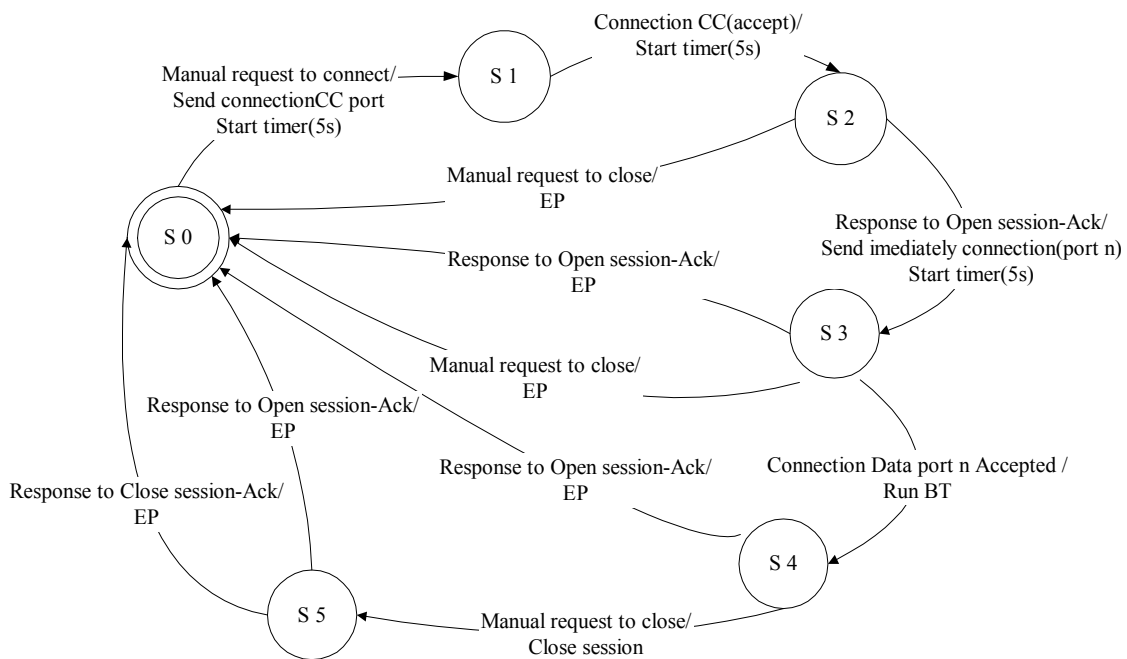 Connection CC(accept)/
Start timer(5s)
S 1
Manual request to connect/
Send connectionCC port
Start timer(5s)
S 2
Manual request to close/
EP
S 0
Response to Open session-Ack/
Send imediately connection(port n)
Start timer(5s)
Response to Open session-Ack/
EP
S 3
Manual request to close/
EP
Response to Open session-Ack/
EP
Response to Open session-Ack/
EP
Connection Data port n Accepted /
Run BT
Response to Close session-Ack/
EP
S 4
S 5
Manual request to close/
Close session